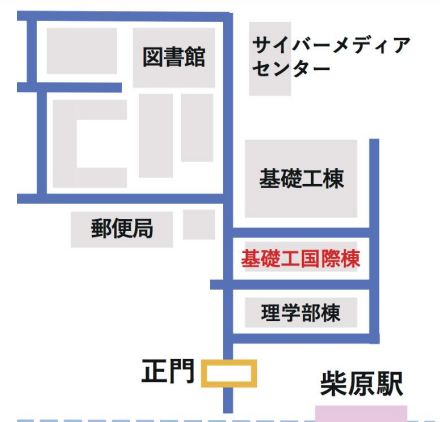 図書館
サイバーメディア
センター
基礎工棟
郵便局
基礎工国際棟
理学部棟
正門
柴原駅